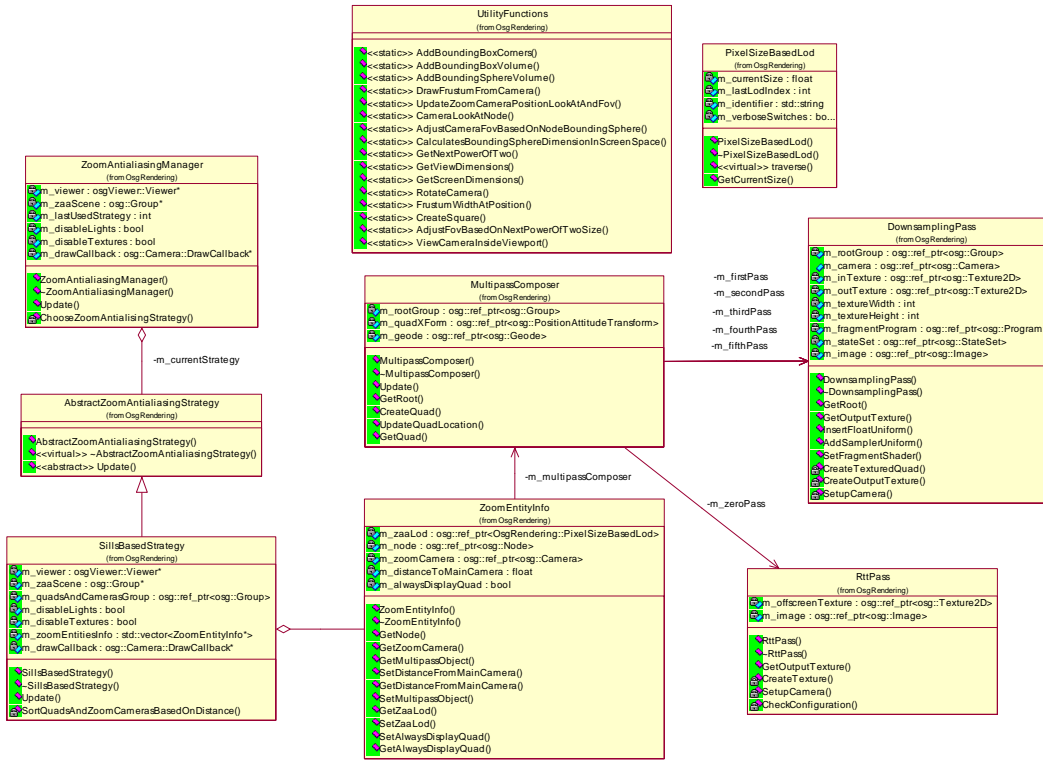 UtilityFunctions
(from OsgRendering)
<<static>> AddBoundingBoxCorners()
<<static>> AddBoundingBoxVolume()
<<static>> AddBoundingSphereVolume()
<<static>> DrawFrustumFromCamera()
<<static>> UpdateZoomCameraPositionLookAtAndFov()
<<static>> CameraLookAtNode()
<<static>> AdjustCameraFovBasedOnNodeBoundingSphere()
<<static>> CalculatesBoundingSphereDimensionInScreenSpace()
<<static>> GetNextPowerOfTwo()
<<static>> GetViewDimensions()
<<static>> GetScreenDimensions()
<<static>> RotateCamera()
<<static>> FrustumWidthAtPosition()
<<static>> CreateSquare()
<<static>> AdjustFovBasedOnNextPowerOfTwoSize()
<<static>> ViewCameraInsideViewport()
PixelSizeBasedLod
(from OsgRendering)
m_currentSize : float
m_lastLodIndex : int
m_identifier : std::string
m_verboseSwitches : bo...
PixelSizeBasedLod()
~PixelSizeBasedLod()
<<virtual>> traverse()
GetCurrentSize()
ZoomAntialiasingManager
(from OsgRendering)
m_viewer : osgViewer::Viewer*
m_zaaScene : osg::Group*
m_lastUsedStrategy : int
m_disableLights : bool
m_disableTextures : bool
m_drawCallback : osg::Camera::DrawCallback*
ZoomAntialiasingManager()
~ZoomAntialiasingManager()
Update()
ChooseZoomAntialisingStrategy()
-m_currentStrategy
AbstractZoomAntialiasingStrategy
(from OsgRendering)
AbstractZoomAntialiasingStrategy()
<<virtual>> ~AbstractZoomAntialiasingStrategy()
<<abstract>> Update()
SillsBasedStrategy
(from OsgRendering)
m_viewer : osgViewer::Viewer*
m_zaaScene : osg::Group*
m_quadsAndCamerasGroup : osg::ref_ptr<osg::Group>
m_disableLights : bool
m_disableTextures : bool
m_zoomEntitiesInfo : std::vector<ZoomEntityInfo*>
m_drawCallback : osg::Camera::DrawCallback*
SillsBasedStrategy()
~SillsBasedStrategy()
Update()
SortQuadsAndZoomCamerasBasedOnDistance()
MultipassComposer
(from OsgRendering)
m_rootGroup : osg::ref_ptr<osg::Group>
m_quadXForm : osg::ref_ptr<osg::PositionAttitudeTransform>
m_geode : osg::ref_ptr<osg::Geode>
MultipassComposer()
~MultipassComposer()
Update()
GetRoot()
CreateQuad()
UpdateQuadLocation()
GetQuad()
-m_firstPass
-m_secondPass
-m_thirdPass
-m_fourthPass
-m_fifthPass
DownsamplingPass
(from OsgRendering)
m_rootGroup : osg::ref_ptr<osg::Group>
m_camera : osg::ref_ptr<osg::Camera>
m_inTexture : osg::ref_ptr<osg::Texture2D>
m_outTexture : osg::ref_ptr<osg::Texture2D>
m_textureWidth : int
m_textureHeight : int
m_fragmentProgram : osg::ref_ptr<osg::Program
m_stateSet : osg::ref_ptr<osg::StateSet>
m_image : osg::ref_ptr<osg::Image>
DownsamplingPass()
~DownsamplingPass()
GetRoot()
GetOutputTexture()
InsertFloatUniform()
AddSamplerUniform()
SetFragmentShader()
CreateTexturedQuad()
CreateOutputTexture()
SetupCamera()
-m_multipassComposer
-m_zeroPass
ZoomEntityInfo
(from OsgRendering)
m_zaaLod : osg::ref_ptr<OsgRendering::PixelSizeBasedLod>
m_node : osg::ref_ptr<osg::Node>
m_zoomCamera : osg::ref_ptr<osg::Camera>
m_distanceToMainCamera : float
m_alwaysDisplayQuad : bool
ZoomEntityInfo()
~ZoomEntityInfo()
GetNode()
GetZoomCamera()
GetMultipassObject()
SetDistanceFromMainCamera()
GetDistanceFromMainCamera()
SetMultipassObject()
GetZaaLod()
SetZaaLod()
SetAlwaysDisplayQuad()
GetAlwaysDisplayQuad()
RttPass
(from OsgRendering)
m_offscreenTexture : osg::ref_ptr<osg::Texture2D>
m_image : osg::ref_ptr<osg::Image>
RttPass()
~RttPass()
GetOutputTexture()
CreateTexture()
SetupCamera()
CheckConfiguration()